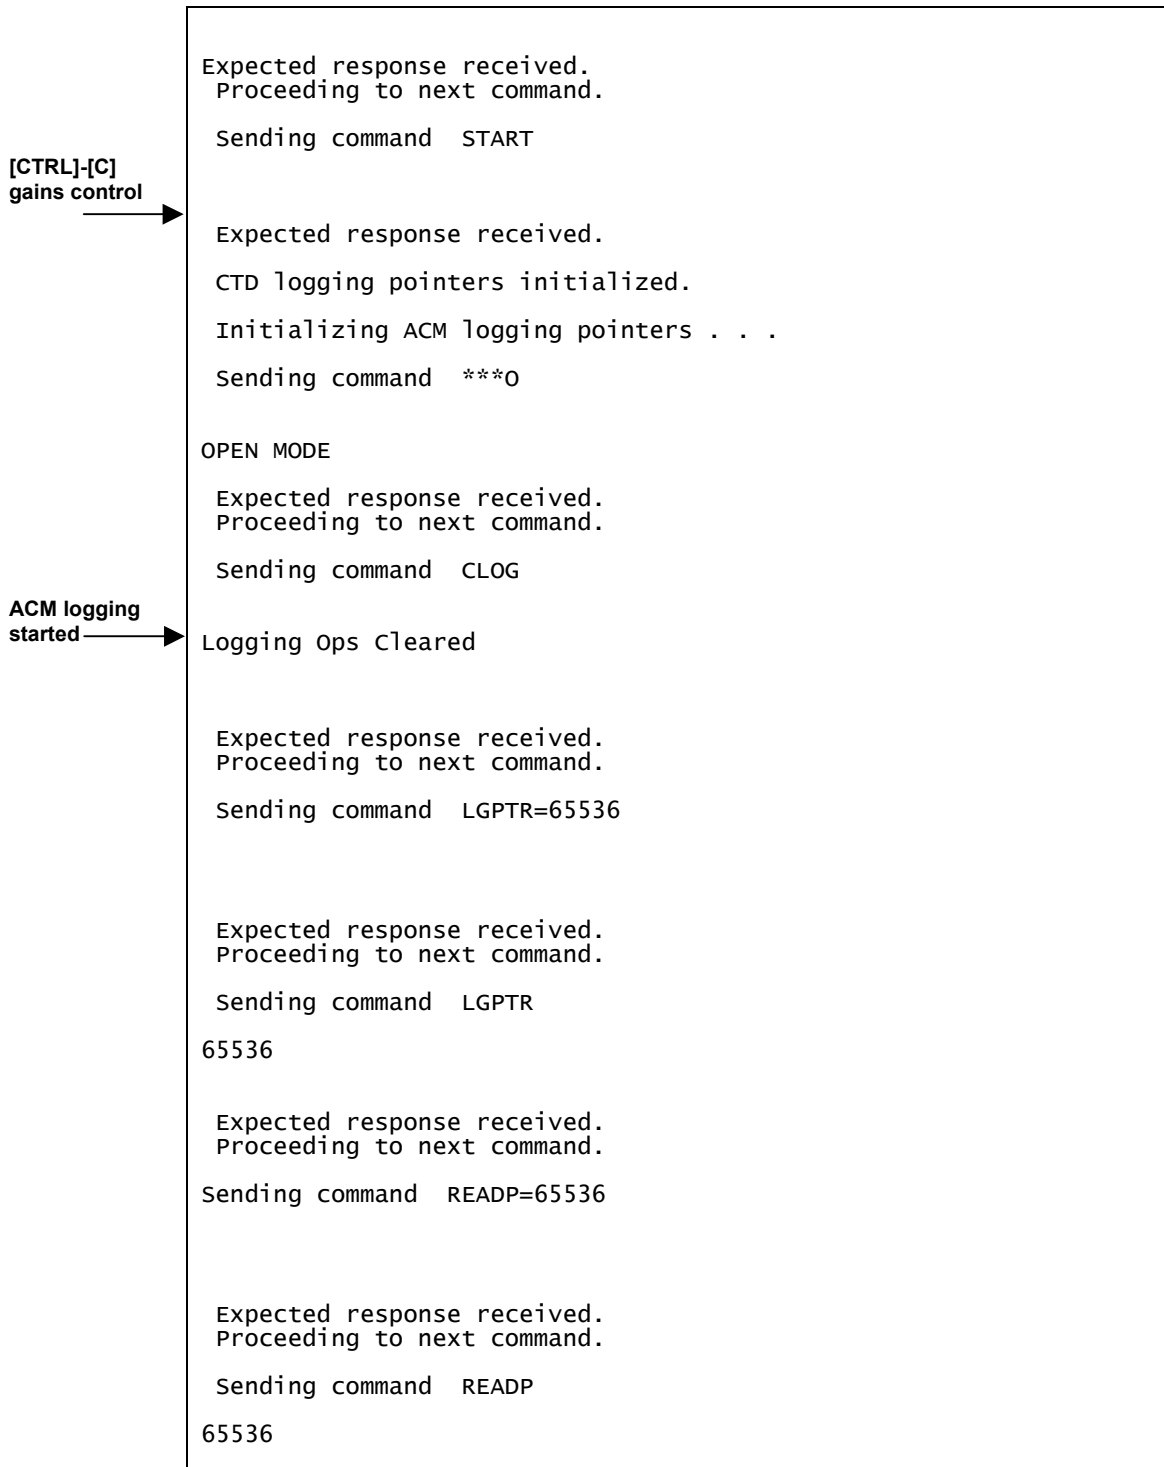 Expected response received.
Proceeding to next command.
Sending command  START
[CTRL]-[C]
gains control
Expected response received.
CTD logging pointers initialized.
Initializing ACM logging pointers . . .
Sending command  ***O
OPEN MODE
Expected response received.
Proceeding to next command.
Sending command  CLOG
ACM logging
started
Logging Ops Cleared
Expected response received.
Proceeding to next command.
Sending command  LGPTR=65536
Expected response received.
Proceeding to next command.
Sending command  LGPTR
65536
Expected response received.
Proceeding to next command.
Sending command  READP=65536
Expected response received.
Proceeding to next command.
Sending command  READP
65536